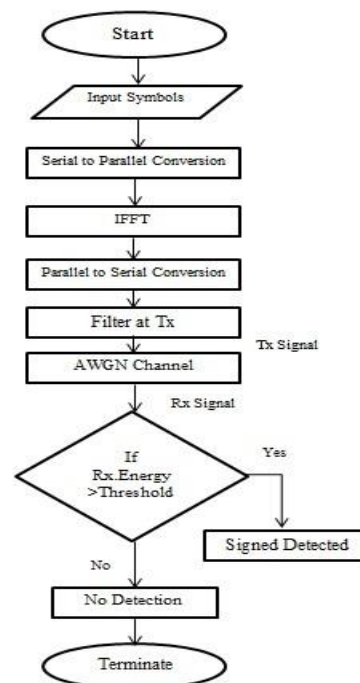 Start
Input Symbols
Serial to Parallel Conversion
IFFT
Parallel to Serial Conversion
Filter at Tx
Tx Signal
AWGN Channel
Rx Signal
If
Rx.Energy
>Threshold
Yes
Signed Detected
No
No Detection
Terminate